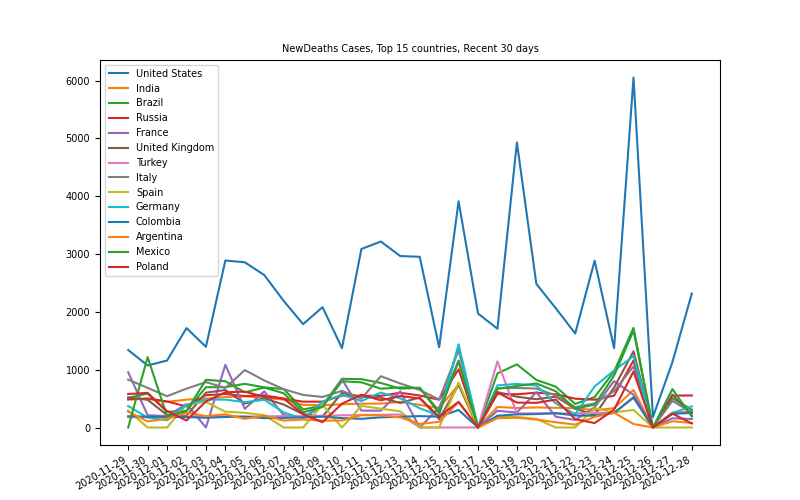 NewDeaths Cases, Top 15 countries, Recent 30 days
6000
5000
4000
3000
2000
1000
0
United States
India
Brazil
Russia
France
United Kingdom
Turkey
Italy
Spain
Germany
Colombia
Argentina
Mexico
Poland
2020-11-29
2020-11-30
2020-12-01
2020-12-02
2020-12-03
2020-12-04
2020-12-05
2020-12-06
2020-12-07
2020-12-08
2020-12-09
2020-12-10
2020-12-11
2020-12-12
2020-12-13
2020-12-14
2020-12-15
2020-12-16
2020-12-17
2020-12-18
2020-12-19
2020-12-20
2020-12-21
2020-12-22
2020-12-23
2020-12-24
2020-12-25
2020-12-26
2020-12-27
2020-12-28